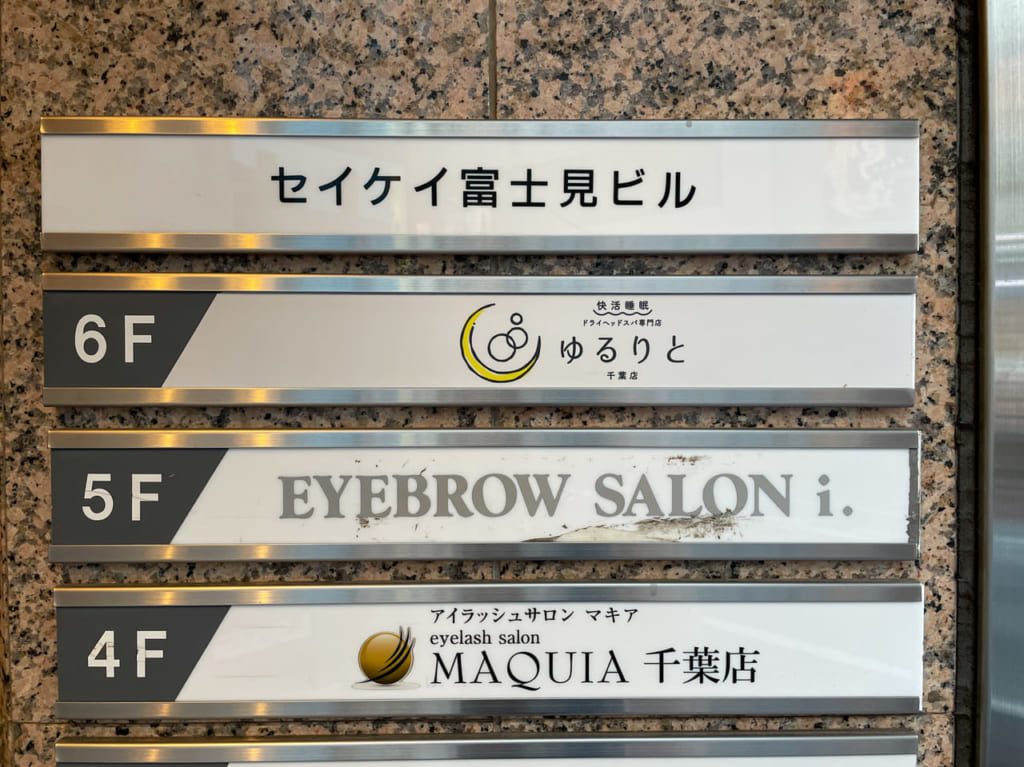 セイケイ富士見ビル
6F
快活睡眠
ドライヘッドスパ専門店
ゆるりと
千葉店
5F
EYEBROW SALON i.
4F
アイラッシュサロン マキア
eyelash salon
MAQUIA 千葉店